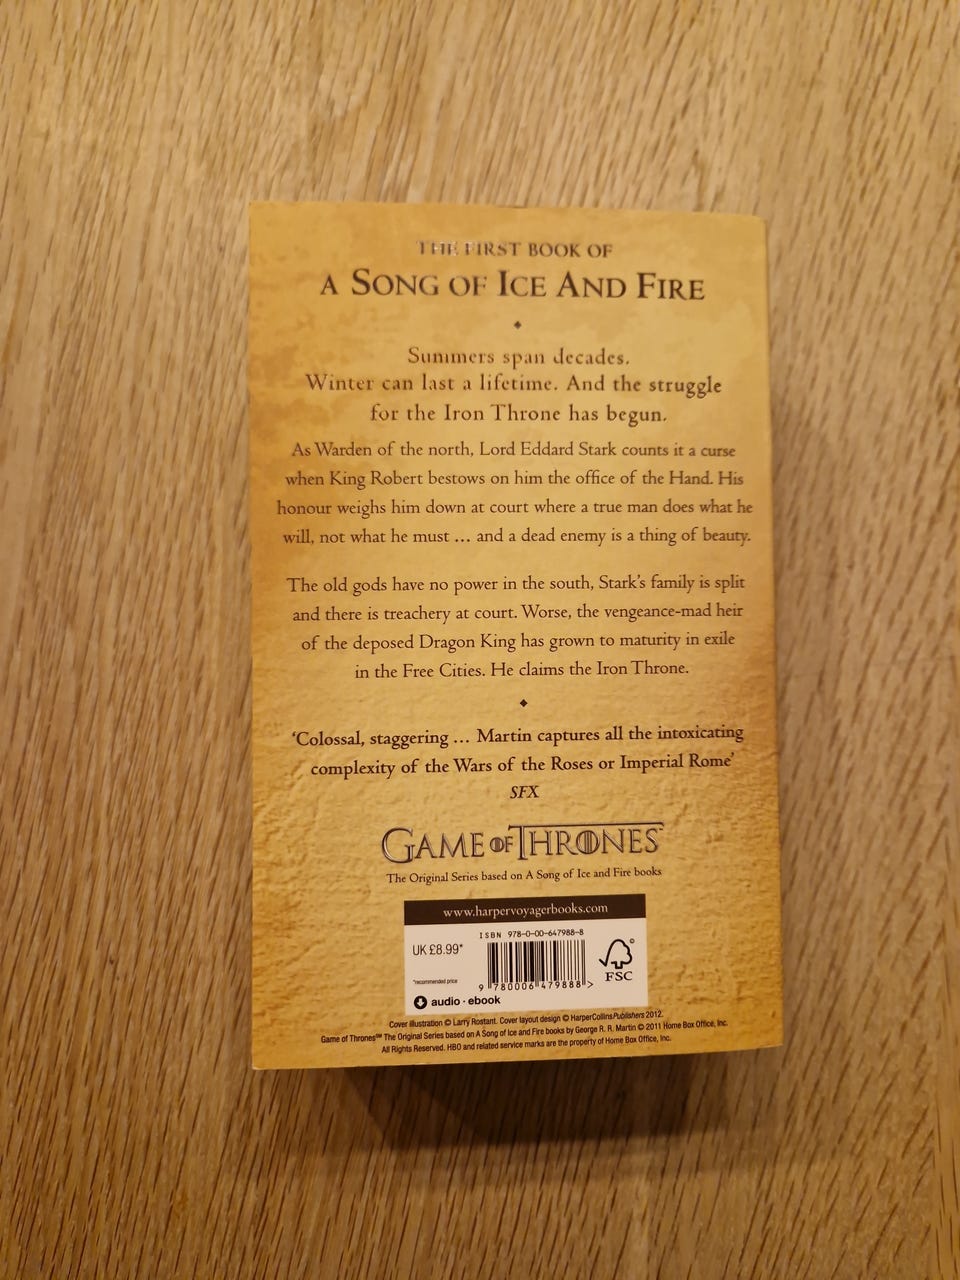 THE FIRST BOOK OF
A SONG OF ICE AND FIRE
Summers span decades.
Winter can last a lifetime. And the struggle
for the Iron Throne has begun.
As Warden of the north, Lord Eddard Stark counts it a curse
when King Robert bestows on him the office of the Hand. His
honour weighs him down at court where a true man does what he
will, not what he must ... and a dead enemy is a thing of beauty.
The old gods have no power in the south, Stark's family is split
and there is treachery at court. Worse, the vengeance-mad heir
of the deposed Dragon King has grown to maturity in exile
in the Free Cities. He claims the Iron Throne.
'Colossal, staggering ... Martin captures all the intoxicating
complexity of the Wars of the Roses or Imperial Rome'
SFX
GAME OF THRONES
The Original Series based on A Song of Ice and Fire books
www.harpervoyagerbooks.com
ISBN 978-0-00-647988-8
UK £8.99*
*recommended price
9 780006 479888 >
FSC
audio · ebook
Cover illustration © Larry Rostant. Cover layout design © HarperCollinsPublishers 2012.
Game of Thrones℠ The Original Series based on A Song of Ice and Fire books by George R. R. Martin © 2011 Home Box Office, Inc.
All Rights Reserved. HBO and related service marks are the property of Home Box Office, Inc.